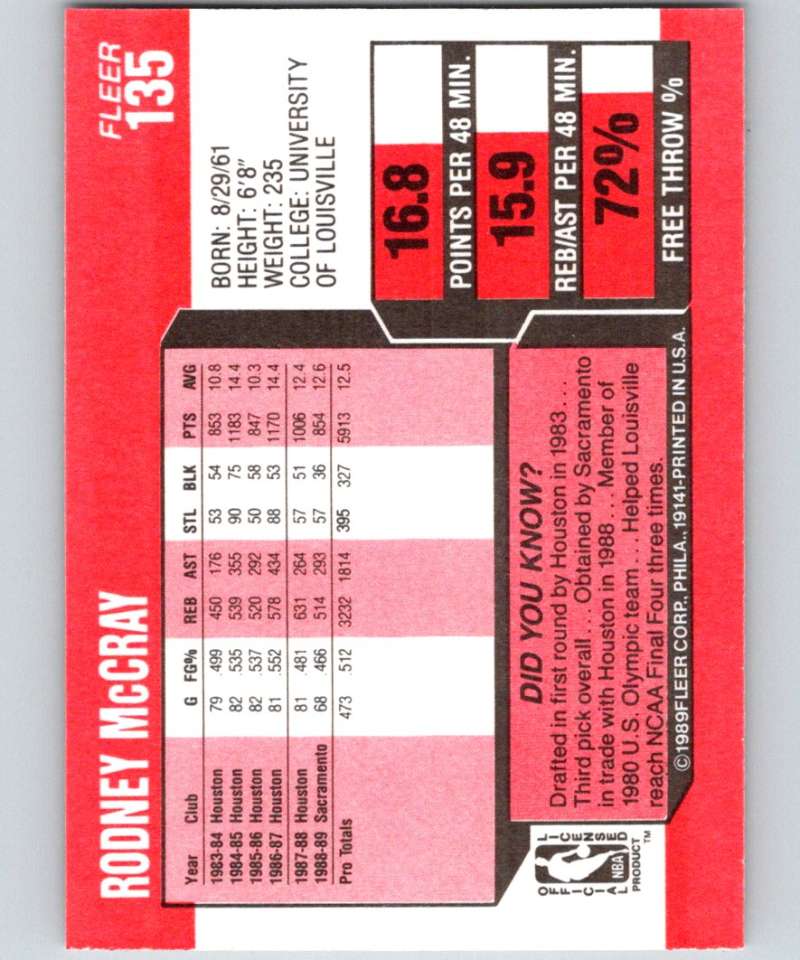 RODNEY McCRAY
FLEER
135
Year Club G FG% REB AST STL BLK PTS AVG
1983-84 Houston 79 .499 450 176 53 54 853 10.8
1984-85 Houston 82 .535 539 355 90 75 1183 14.4
1985-86 Houston 82 .537 520 292 50 58 847 10.3
1986-87 Houston 81 .552 578 434 88 53 1170 14.4
1987-88 Houston 81 .481 631 264 57 51 1006 12.4
1988-89 Sacramento 68 .466 514 293 57 36 854 12.6
Pro Totals 473 .512 3232 1814 395 327 5913 12.5
BORN: 8/29/61
HEIGHT: 6'8"
WEIGHT: 235
COLLEGE: UNIVERSITY
OF LOUISVILLE
16.8
POINTS PER 48 MIN.
15.9
REB/AST PER 48 MIN.
72%
FREE THROW %
DID YOU KNOW?
Drafted in first round by Houston in 1983 . . .
Third pick overall . . . Obtained by Sacramento
in trade with Houston in 1988 . . . Member of
1980 U.S. Olympic team . . . Helped Louisville
reach NCAA Final Four three times.
OFFICIAL LICENSED
NBA
PRODUCT™
©1989 FLEER CORP., PHILA., 19141-PRINTED IN U.S.A.